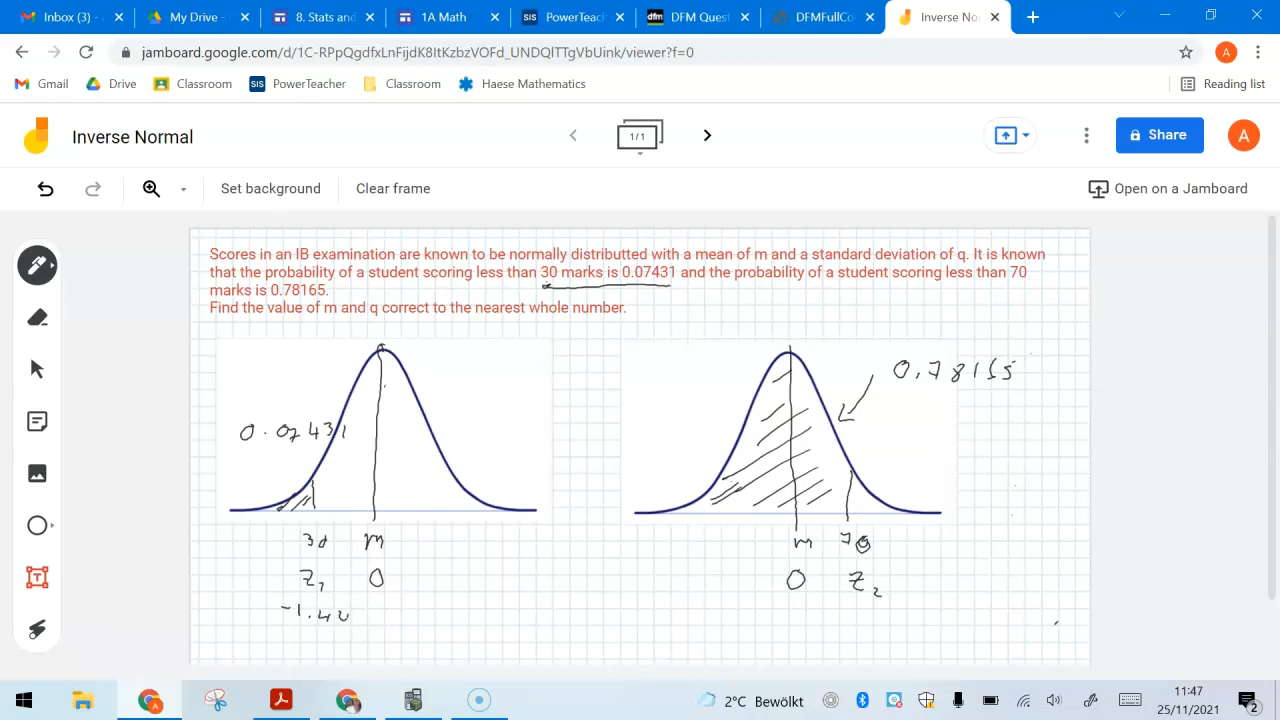 Inbox (3) -
My Drive -
8. Stats and
1A Math
SIS PowerTeach
dfm DFM Quest
DFMFullCo
Inverse No
jamboard.google.com/d/1C-RPpQgdfxLnFijdK8ItKzbzVOFd_UNDQITTgVbUink/viewer?f=0
A
Gmail
Drive
Classroom
SIS PowerTeacher
Classroom
Haese Mathematics
Reading list
Inverse Normal
1/1
Share
A
Set background
Clear frame
Open on a Jamboard
Scores in an IB examination are known to be normally distributted with a mean of m and a standard deviation of q. It is known
that the probability of a student scoring less than 30 marks is 0.07431 and the probability of a student scoring less than 70
marks is 0.78165.
Find the value of m and q correct to the nearest whole number.
0.07431
0.78165
30 m
m 70
Z1 0
0 Z2
-1.44
T
2°C Bewölkt
11:47
25/11/2021
2